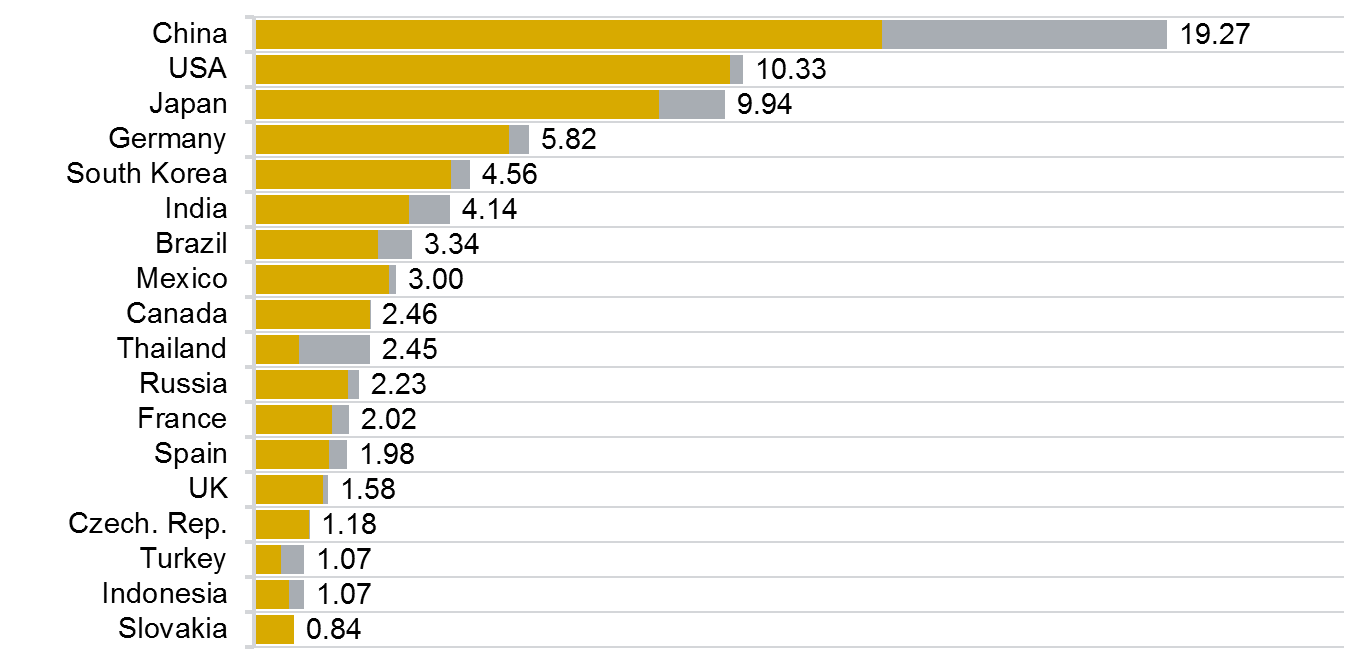 China 19.27
USA 10.33
Japan 9.94
Germany 5.82
South Korea 4.56
India 4.14
Brazil 3.34
Mexico 3.00
Canada 2.46
Thailand 2.45
Russia 2.23
France 2.02
Spain 1.98
UK 1.58
Czech. Rep. 1.18
Turkey 1.07
Indonesia 1.07
Slovakia 0.84